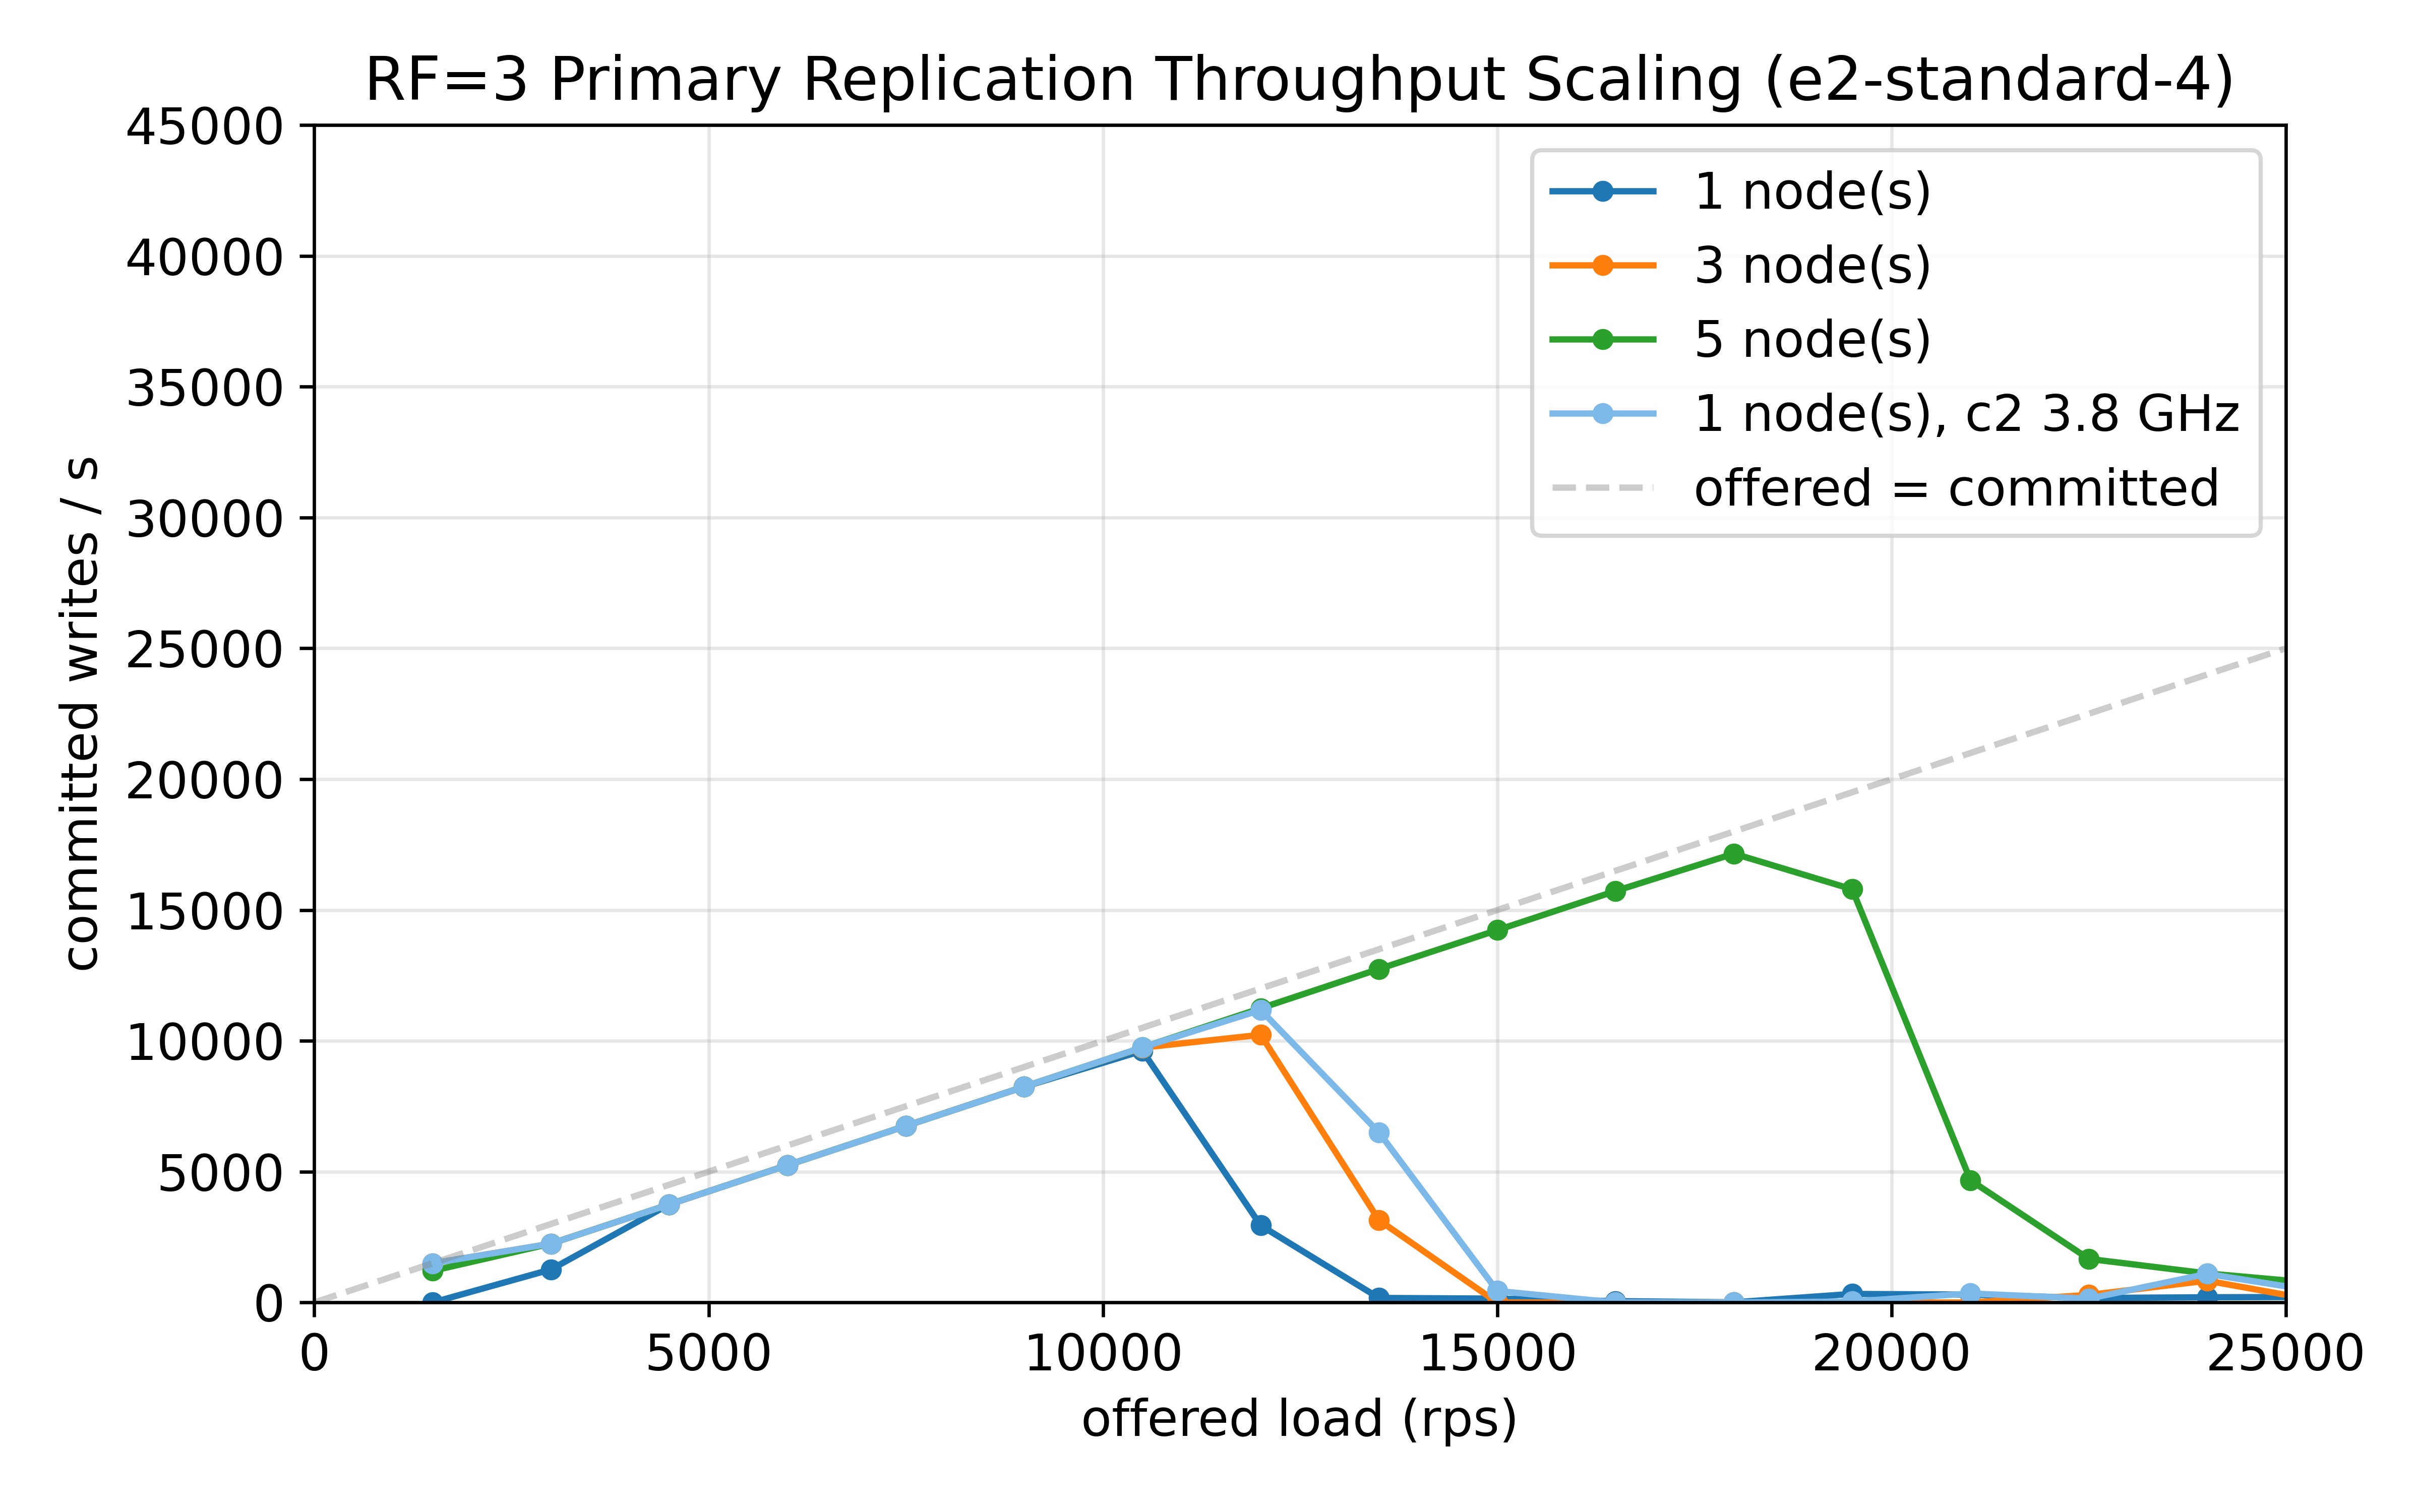 RF=3 Primary Replication Throughput Scaling (e2-standard-4)
45000
40000
35000
30000
25000
20000
15000
10000
5000
0
committed writes / s
1 node(s)
3 node(s)
5 node(s)
1 node(s), c2 3.8 GHz
offered = committed
0 5000 10000 15000 20000 25000
offered load (rps)